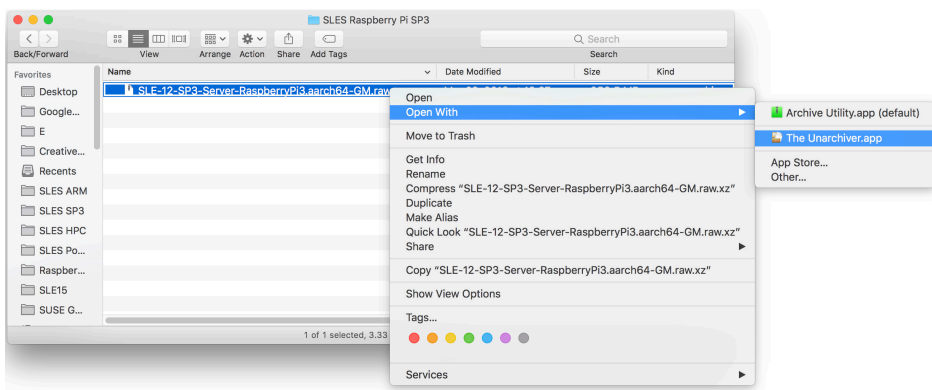 SLES Raspberry Pi SP3
Back/Forward
View
Arrange
Action
Share
Add Tags
Q Search
Search
Favorites
Desktop
Google...
E
Creative...
Recents
SLES ARM
SLES SP3
SLES HPC
SLES Po...
Raspber...
SLE15
SUSE G...
Name
Date Modified
Size
Kind
SLE-12-SP3-Server-RaspberryPi3.aarch64-GM.raw
1 of 1 selected, 3.33
Open
Open With
Move to Trash
Get Info
Rename
Compress “SLE-12-SP3-Server-RaspberryPi3.aarch64-GM.raw.xz”
Duplicate
Make Alias
Quick Look “SLE-12-SP3-Server-RaspberryPi3.aarch64-GM.raw.xz”
Share
Copy “SLE-12-SP3-Server-RaspberryPi3.aarch64-GM.raw.xz”
Show View Options
Tags...
Services
Archive Utility.app (default)
The Unarchiver.app
App Store...
Other...